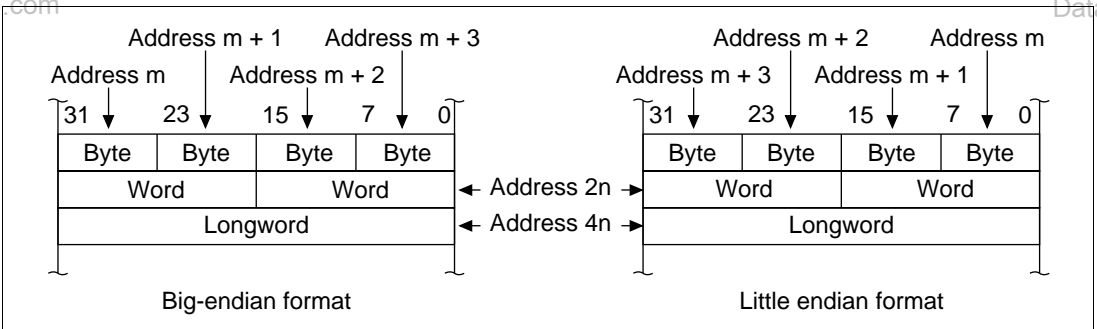 .com
Data
Address m + 1 Address m + 3
Address m Address m + 2
31 23 15 7 0
Byte Byte Byte Byte
Word Word
Longword
Big-endian format
Address 2n
Address 4n
Address m + 2 Address m
Address m + 3 Address m + 1
31 23 15 7 0
Byte Byte Byte Byte
Word Word
Longword
Little endian format